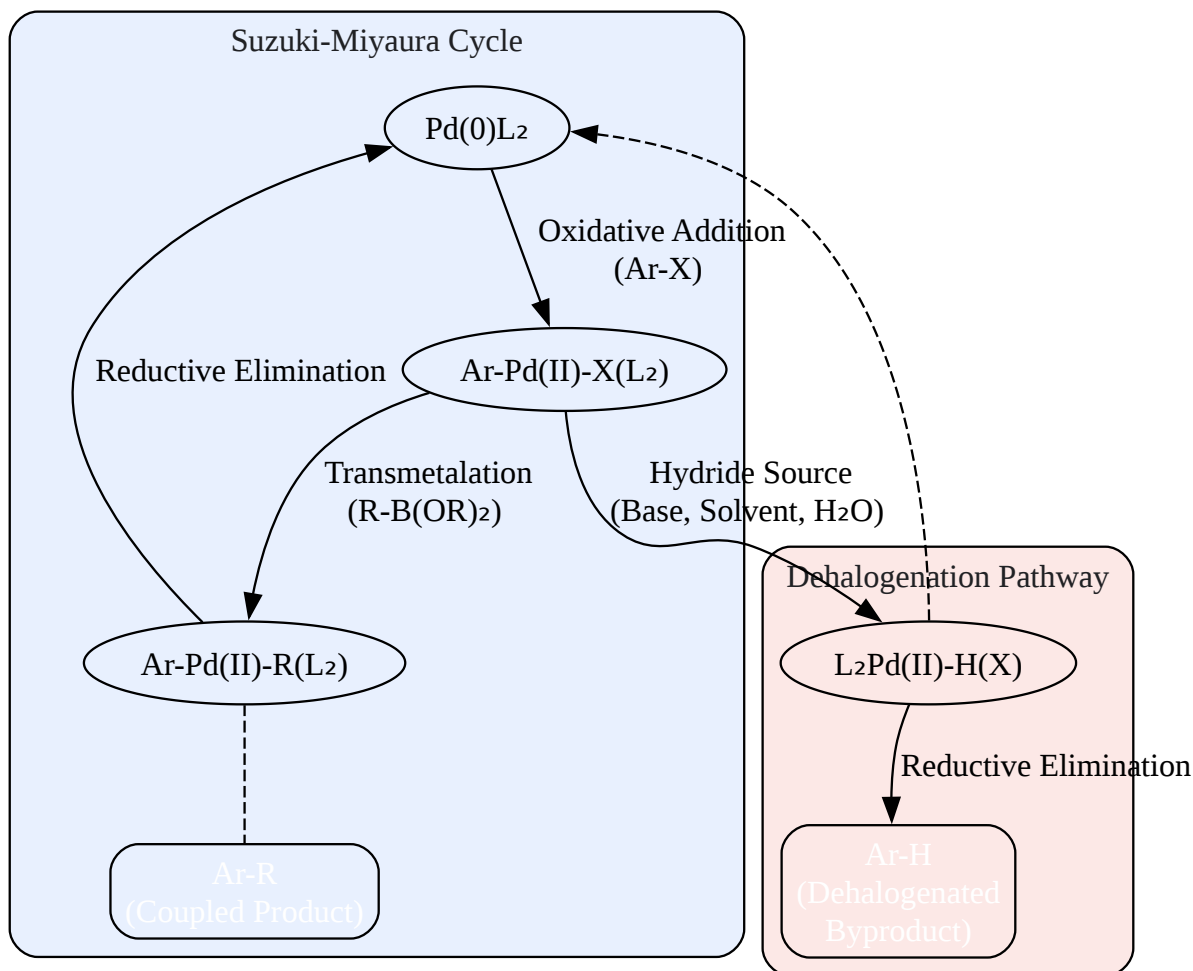 Suzuki-Miyaura Cycle
Pd(0)L₂
Oxidative Addition
(Ar-X)
Reductive Elimination
Ar-Pd(II)-X(L₂)
Transmetalation
(R-B(OR)₂)
Hydride Source
(Base, Solvent, H₂O)
Dehalogenation Pathway
Ar-Pd(II)-R(L₂)
L₂Pd(II)-H(X)
Reductive Elimination
Ar-R
(Coupled Product)
Ar-H
(Dehalogenated
Byproduct)